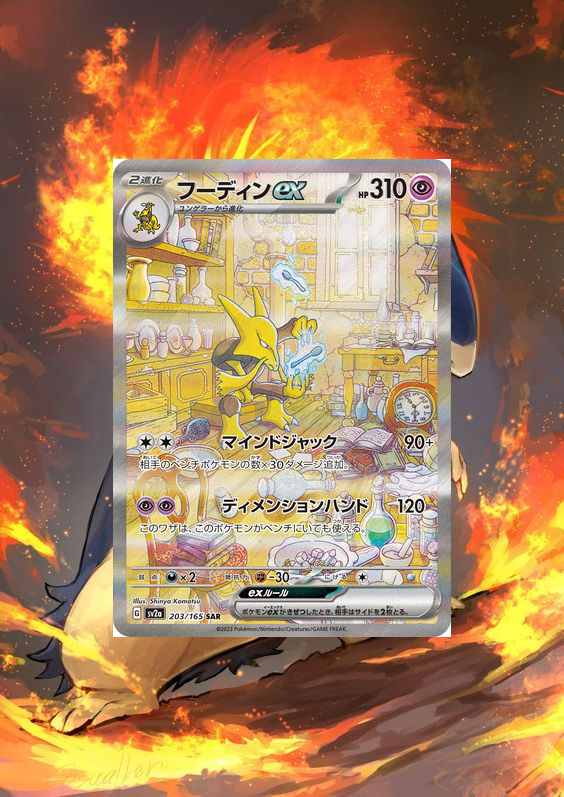 2進化 フーディンex HP310
ユンゲラーから進化
マインドジャック 90+
相手のベンチポケモンの数×30ダメージ追加。
ディメンションハンド 120
このワザは、このポケモンがベンチにいても使える。
弱点 ×2 抵抗力 -30 にげる
exルール
ポケモンexがきぜつしたとき、相手はサイドを2枚とる。
Illus. Shinya Komatsu
G sv2a 203/165 SAR
©2023 Pokémon/Nintendo/Creatures/GAME FREAK.